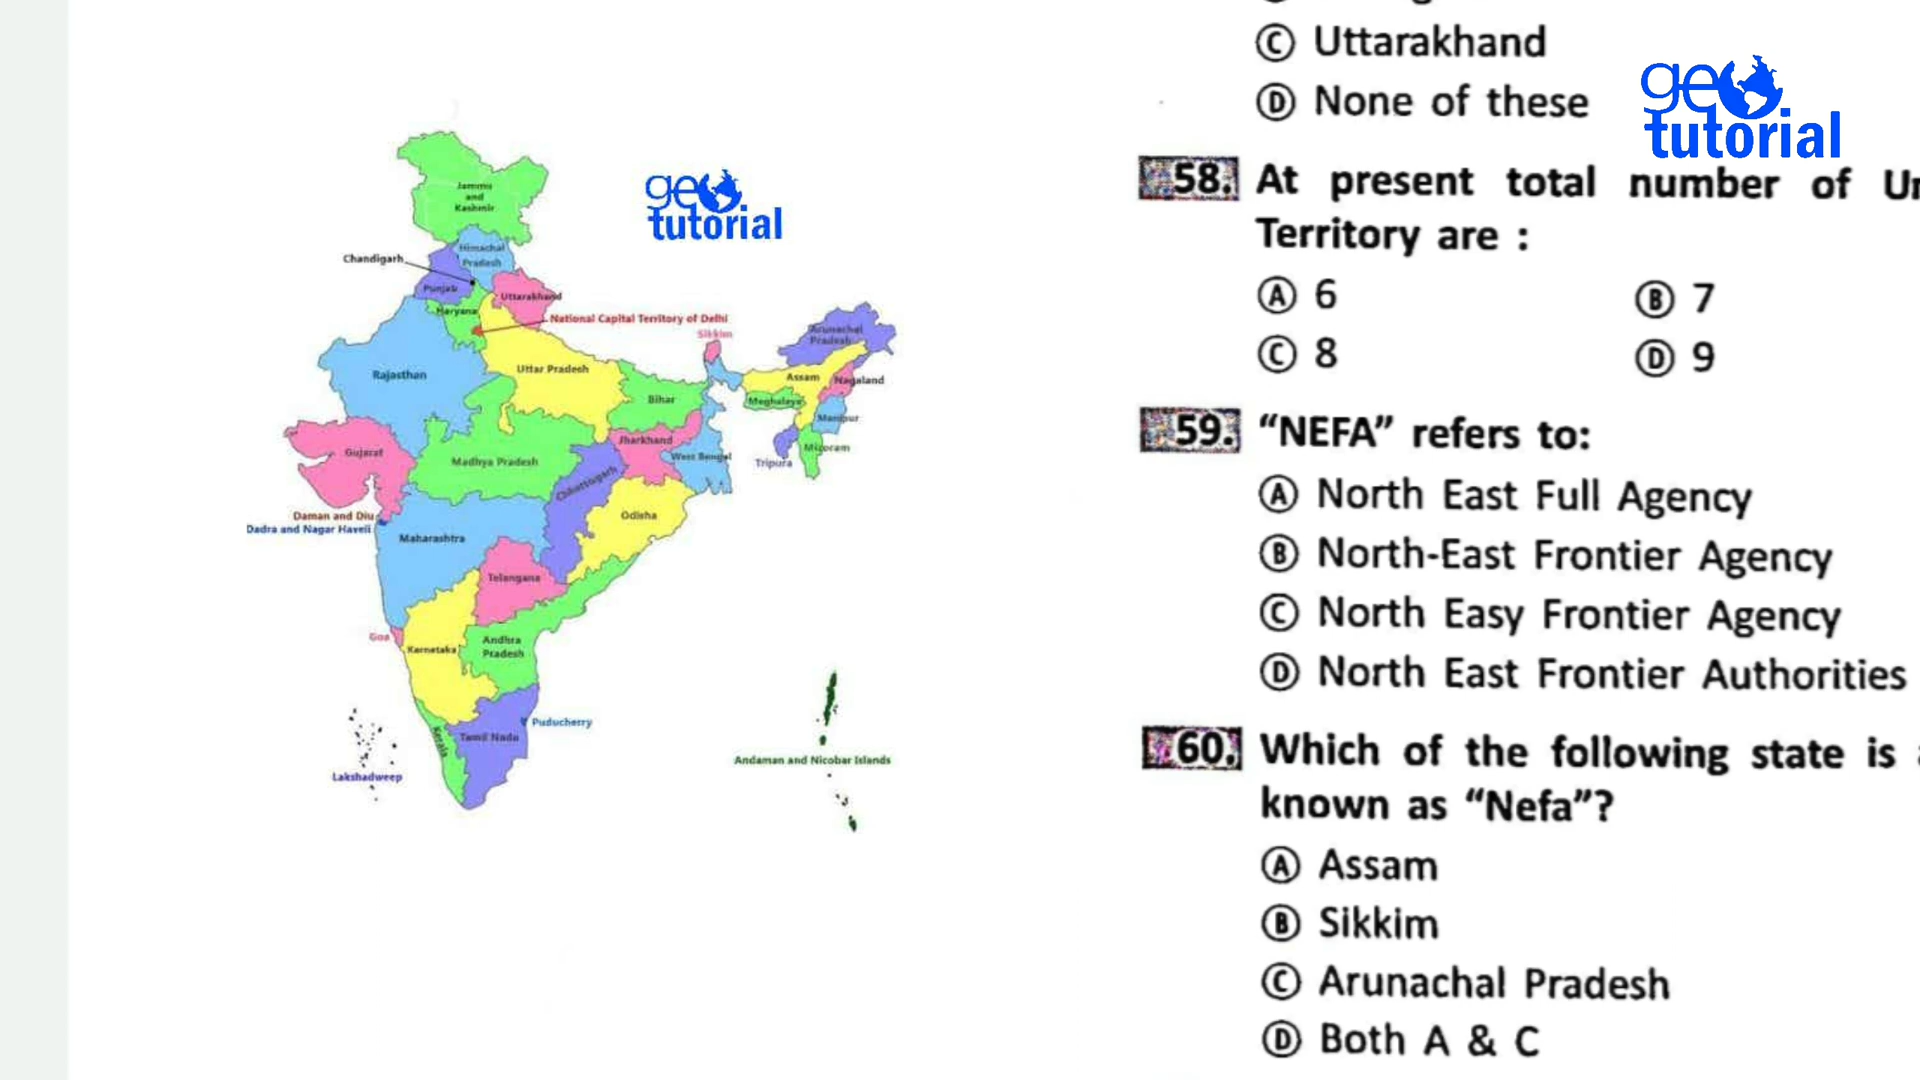 Jammu
and
Kashmir
Himachal
Pradesh
Chandigarh
Punjab
Uttarakhand
Haryana
National Capital Territory of Delhi
Sikkim
Arunachal
Pradesh
Rajasthan
Uttar Pradesh
Assam
Nagaland
Bihar
Meghalaya
Manipur
Jharkhand
Gujarat
Madhya Pradesh
West Bengal
Mizoram
Tripura
Chhattisgarh
Daman and Diu
Dadra and Nagar Haveli
Odisha
Maharashtra
Telangana
Goa
Andhra
Pradesh
Karnataka
Puducherry
Kerala
Tamil Nadu
Lakshadweep
Andaman and Nicobar Islands
geo
tutorial
C Uttarakhand
D None of these
geo
tutorial
58. At present total number of Un
Territory are :
A 6 B 7
C 8 D 9
59. “NEFA” refers to:
A North East Full Agency
B North-East Frontier Agency
C North Easy Frontier Agency
D North East Frontier Authorities
60. Which of the following state is
known as “Nefa”?
A Assam
B Sikkim
C Arunachal Pradesh
D Both A & C